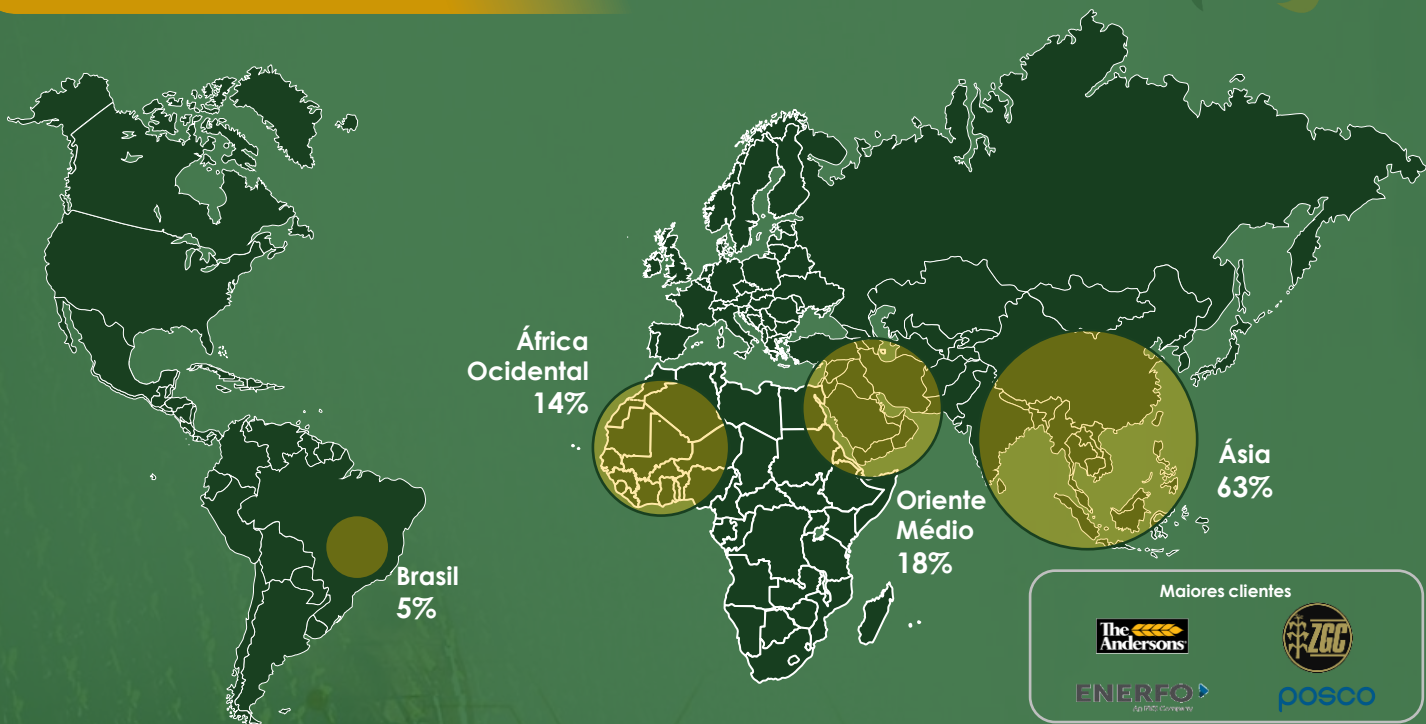 África
Ocidental
14%
Oriente
Médio
18%
Ásia
63%
Brasil
5%
Maiores clientes
The
Andersons
ZGC
ENERFO
posco